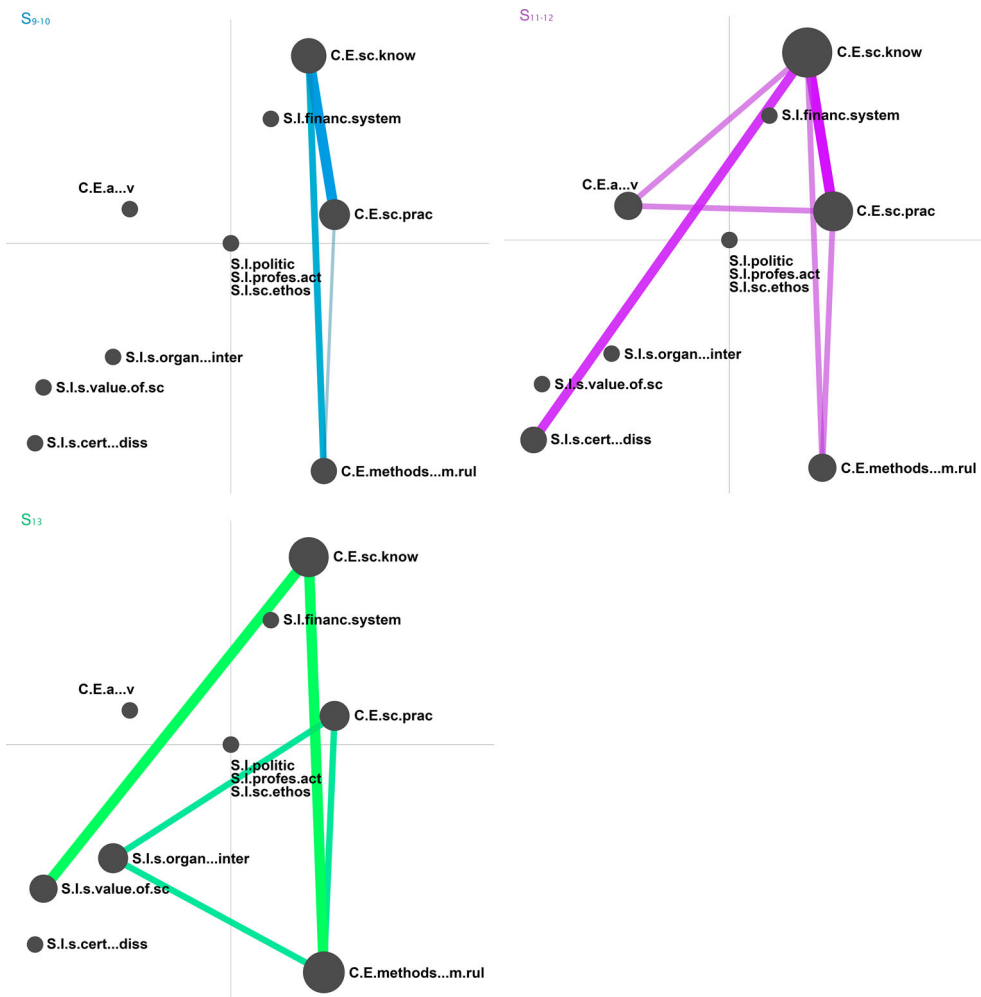 S9-10
C.E.sc.know
S.I.financ.system
C.E.a...v
C.E.sc.prac
S.I.politic
S.I.profes.act
S.I.sc.ethos
S.I.s.organ...inter
S.I.s.value.of.sc
S.I.s.cert...diss
C.E.methods...m.rul
S11-12
C.E.sc.know
S.I.financ.system
C.E.a...v
C.E.sc.prac
S.I.politic
S.I.profes.act
S.I.sc.ethos
S.I.s.organ...inter
S.I.s.value.of.sc
S.I.s.cert...diss
C.E.methods...m.rul
S13
C.E.sc.know
S.I.financ.system
C.E.a...v
C.E.sc.prac
S.I.politic
S.I.profes.act
S.I.sc.ethos
S.I.s.organ...inter
S.I.s.value.of.sc
S.I.s.cert...diss
C.E.methods...m.rul